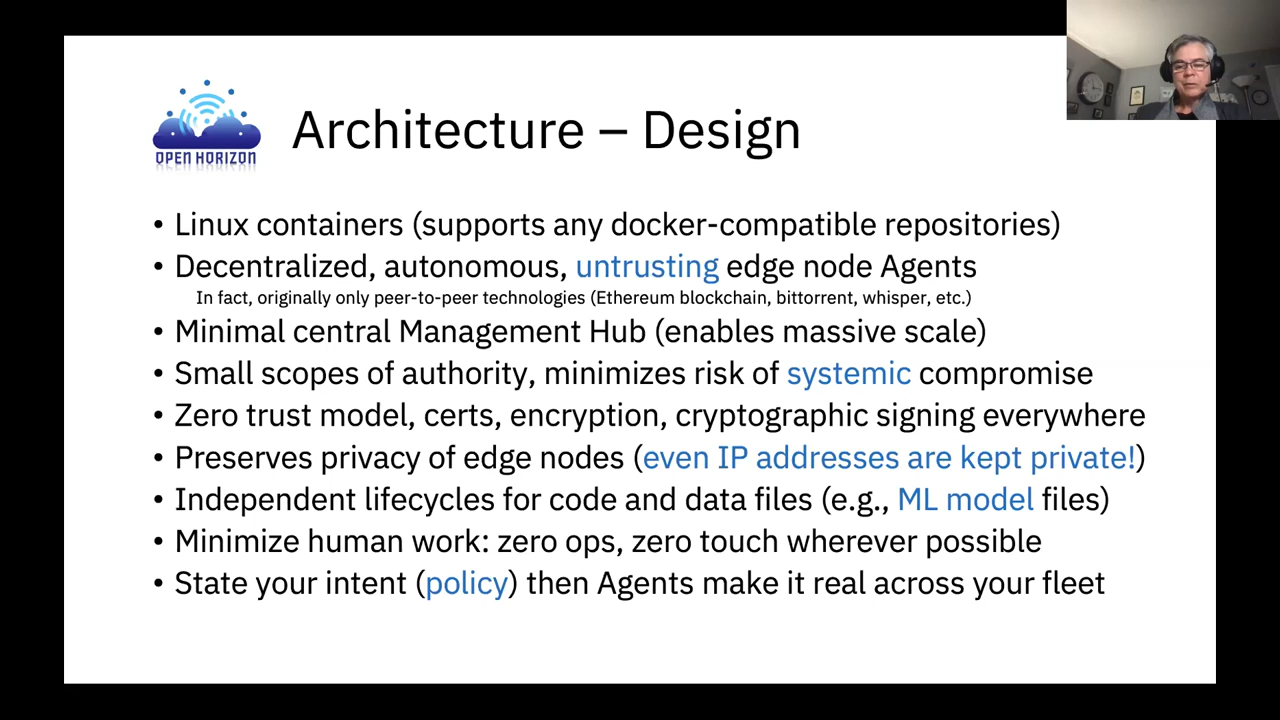 OPEN HORIZON
Architecture – Design
• Linux containers (supports any docker-compatible repositories)
• Decentralized, autonomous, untrusting edge node Agents
In fact, originally only peer-to-peer technologies (Ethereum blockchain, bittorrent, whisper, etc.)
• Minimal central Management Hub (enables massive scale)
• Small scopes of authority, minimizes risk of systemic compromise
• Zero trust model, certs, encryption, cryptographic signing everywhere
• Preserves privacy of edge nodes (even IP addresses are kept private!)
• Independent lifecycles for code and data files (e.g., ML model files)
• Minimize human work: zero ops, zero touch wherever possible
• State your intent (policy) then Agents make it real across your fleet